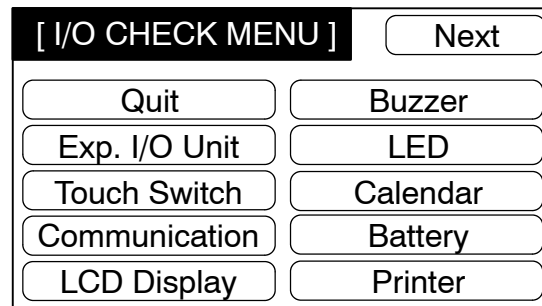 [ I/O CHECK MENU ] Next
Quit Buzzer
Exp. I/O Unit LED
Touch Switch Calendar
Communication Battery
LCD Display Printer